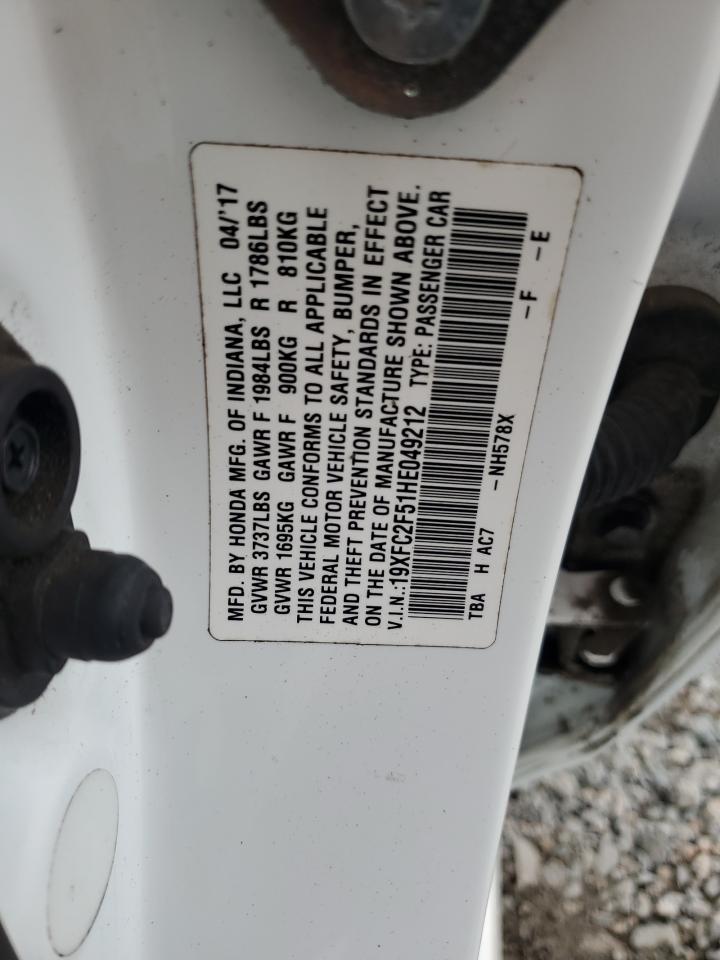 MFD. BY HONDA MFG. OF INDIANA, LLC 04/'17
GVWR 3737LBS GAWR F 1984LBS R 1786LBS
GVWR 1695KG GAWR F 900KG R 810KG
THIS VEHICLE CONFORMS TO ALL APPLICABLE
FEDERAL MOTOR VEHICLE SAFETY, BUMPER,
AND THEFT PREVENTION STANDARDS IN EFFECT
ON THE DATE OF MANUFACTURE SHOWN ABOVE.
V.I.N.:19XFC2F51HE049212 TYPE: PASSENGER CAR
TBA H AC7 -NH578X -F -E